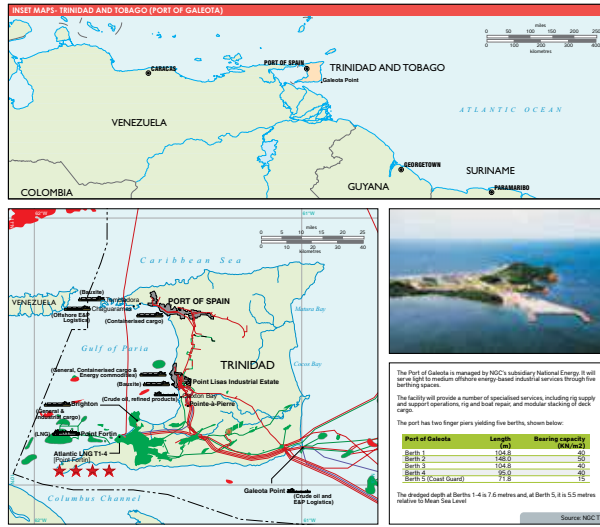 INSET MAPS- TRINIDAD AND TOBAGO (PORT OF GALEOTA)
miles
0 50 100 150 200 250
0 100 200 300 400
kilometres
CARACAS
PORT OF SPAIN
TRINIDAD AND TOBAGO
Galeota Point
ATLANTIC OCEAN
VENEZUELA
GEORGETOWN
SURINAME
GUYANA
PARAMARIBO
COLOMBIA
61°W
miles
0 5 10 15 20 25
0 10 20 30 40
kilometres
Caribbean Sea
(Bauxite)
VENEZUELA
Tembladora
Chaguaramas
PORT OF SPAIN
(Offshore E&P
Logistics)
(Containerised cargo)
Matura Bay
Gulf of Paria
TRINIDAD
Cocos Bay
(General, Containerised cargo &
Energy commodities)
(Bauxite)
Point Lisas Industrial Estate
(Crude oil, refined products)
Pointe-à-Pierre
Brighton
(General &
(LNG)
Point Fortin
Atlantic LNG T1-4
[Point Fortin]
Galeota Point
(Crude oil and
E&P Logistics)
Columbus Channel
The Port of Galeota is managed by NGC's subsidiary National Energy. It will
serve light to medium offshore energy-based industrial services through five
berthing spaces.
The facility will provide a number of specialised services, including rig supply
and support operations, rig and boat repair, and modular stacking of deck
cargo.
The port has two finger piers yielding five berths, shown below:
Port of Galeota Length Bearing capacity
(m) (KN/m2)
Berth 1 104.8 40
Berth 2 148.0 50
Berth 3 104.8 40
Berth 4 95.0 40
Berth 5 (Coast Guard) 71.8 15
The dredged depth at Berths 1-4 is 7.6 metres and, at Berth 5, it is 5.5 metres
relative to Mean Sea Level
Source: NGC T